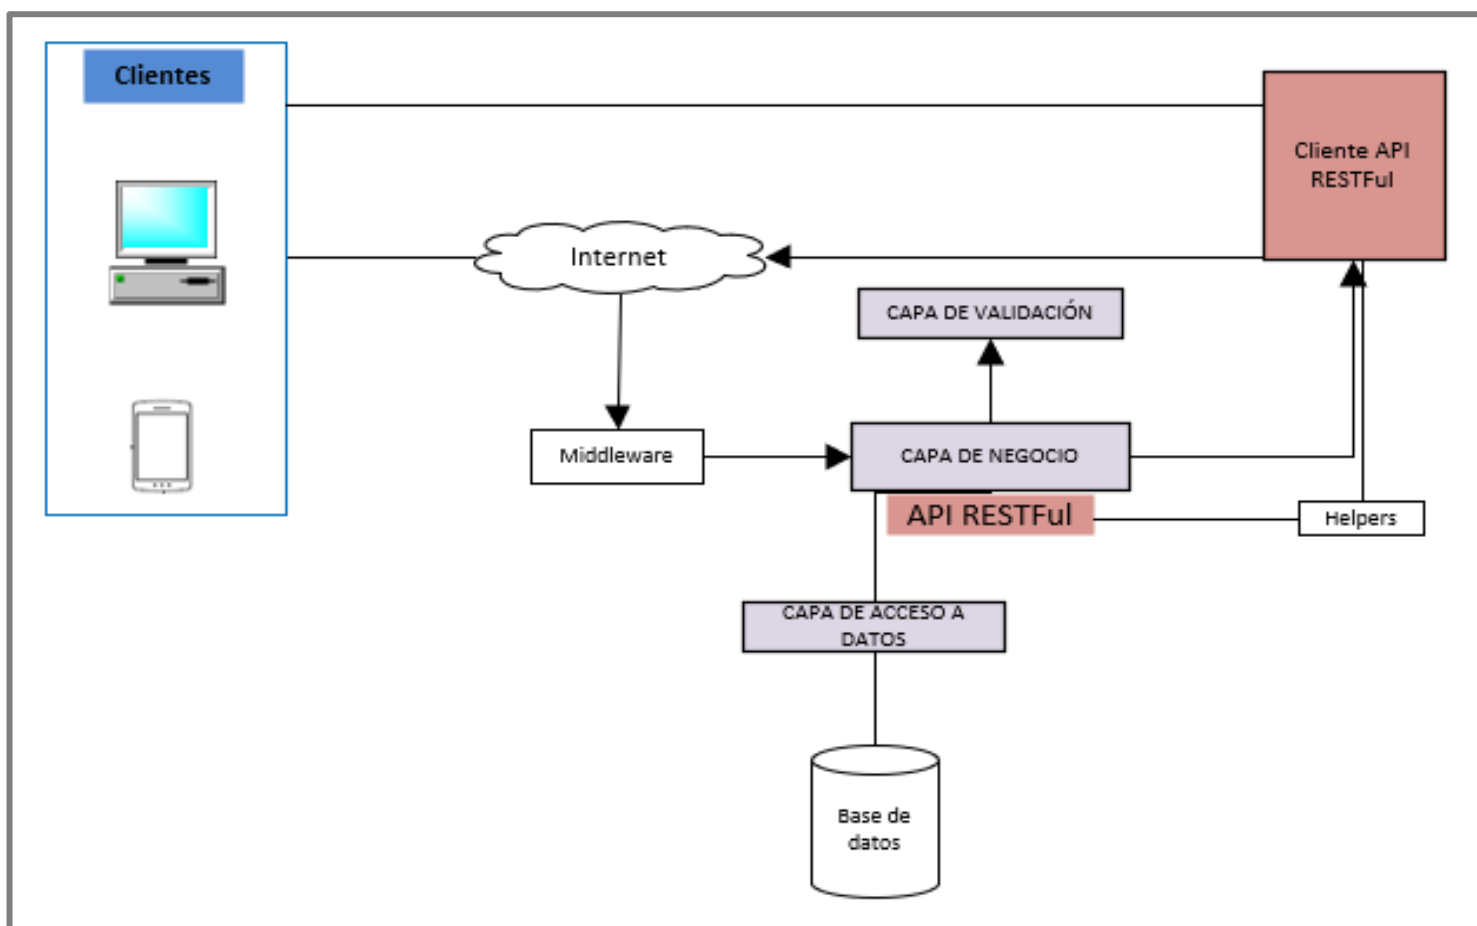 Clientes
Cliente API
RESTFul
Internet
CAPA DE VALIDACIÓN
Middleware
CAPA DE NEGOCIO
API RESTFul
Helpers
CAPA DE ACCESO A
DATOS
Base de
datos